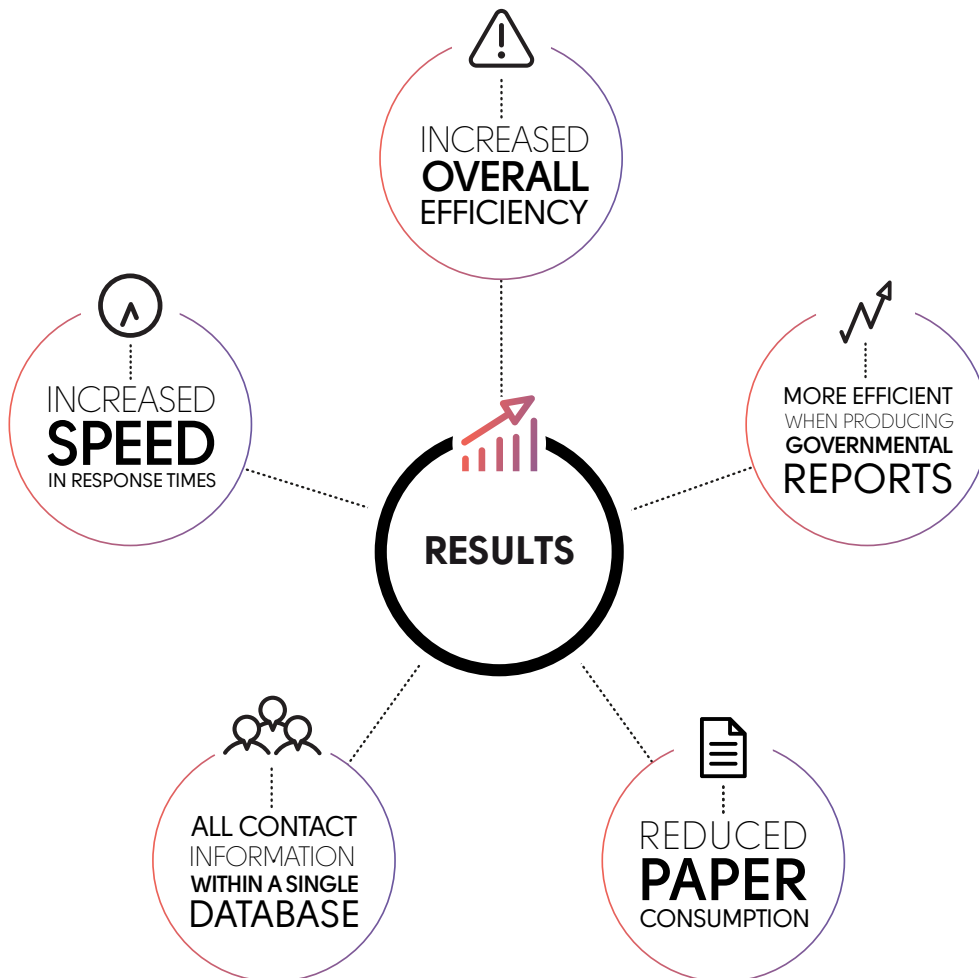 INCREASED
OVERALL
EFFICIENCY
INCREASED
SPEED
IN RESPONSE TIMES
MORE EFFICIENT
WHEN PRODUCING
GOVERNMENTAL
REPORTS
RESULTS
ALL CONTACT
INFORMATION
WITHIN A SINGLE
DATABASE
REDUCED
PAPER
CONSUMPTION